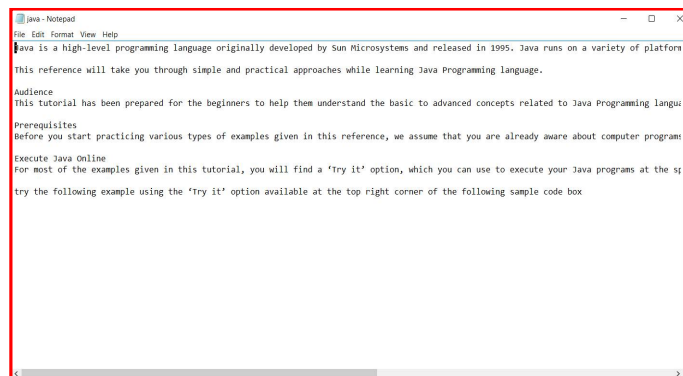 java - Notepad
File Edit Format View Help
Java is a high-level programming language originally developed by Sun Microsystems and released in 1995. Java runs on a variety of platform
This reference will take you through simple and practical approaches while learning Java Programming language.
Audience
This tutorial has been prepared for the beginners to help them understand the basic to advanced concepts related to Java Programming langua
Prerequisites
Before you start practicing various types of examples given in this reference, we assume that you are already aware about computer programs
Execute Java Online
For most of the examples given in this tutorial, you will find a ‘Try it’ option, which you can use to execute your Java programs at the sp
try the following example using the ‘Try it’ option available at the top right corner of the following sample code box